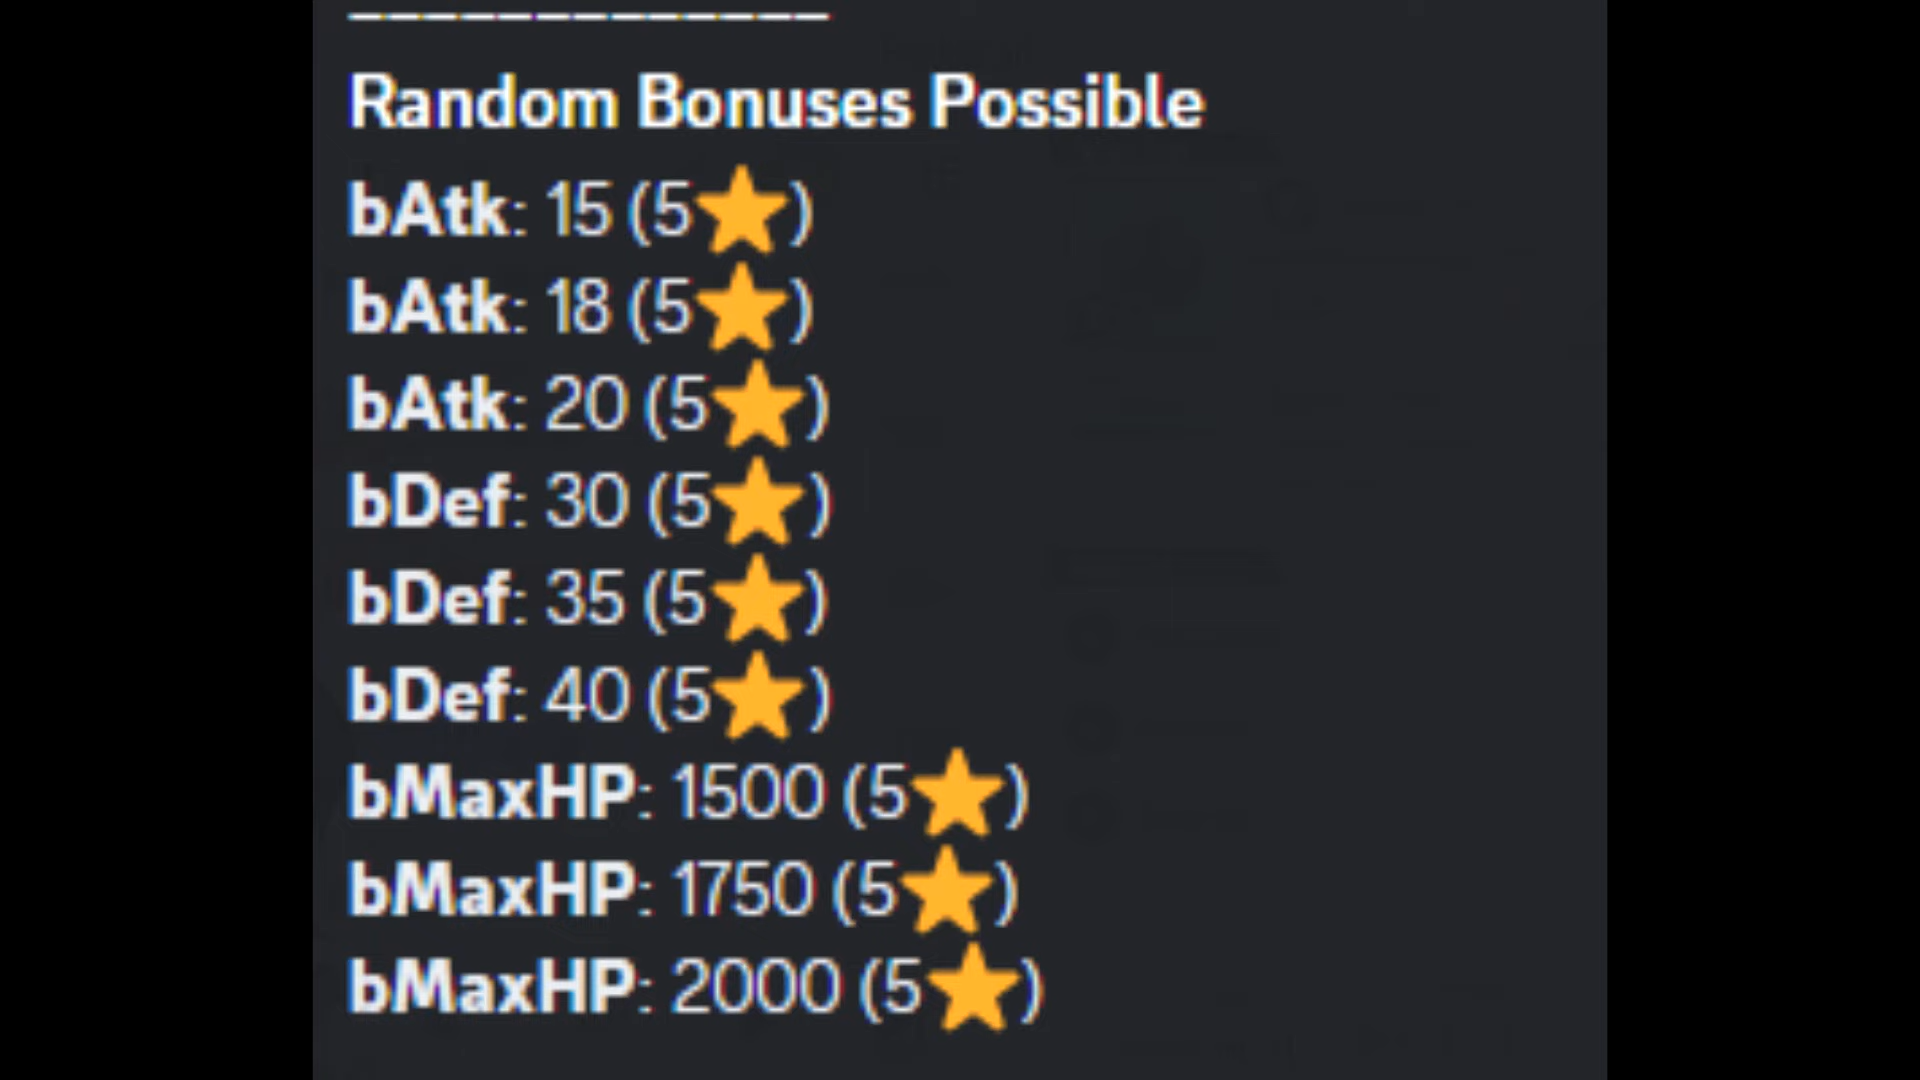 Random Bonuses Possible
bAtk: 15 (5⭐)
bAtk: 18 (5⭐)
bAtk: 20 (5⭐)
bDef: 30 (5⭐)
bDef: 35 (5⭐)
bDef: 40 (5⭐)
bMaxHP: 1500 (5⭐)
bMaxHP: 1750 (5⭐)
bMaxHP: 2000 (5⭐)